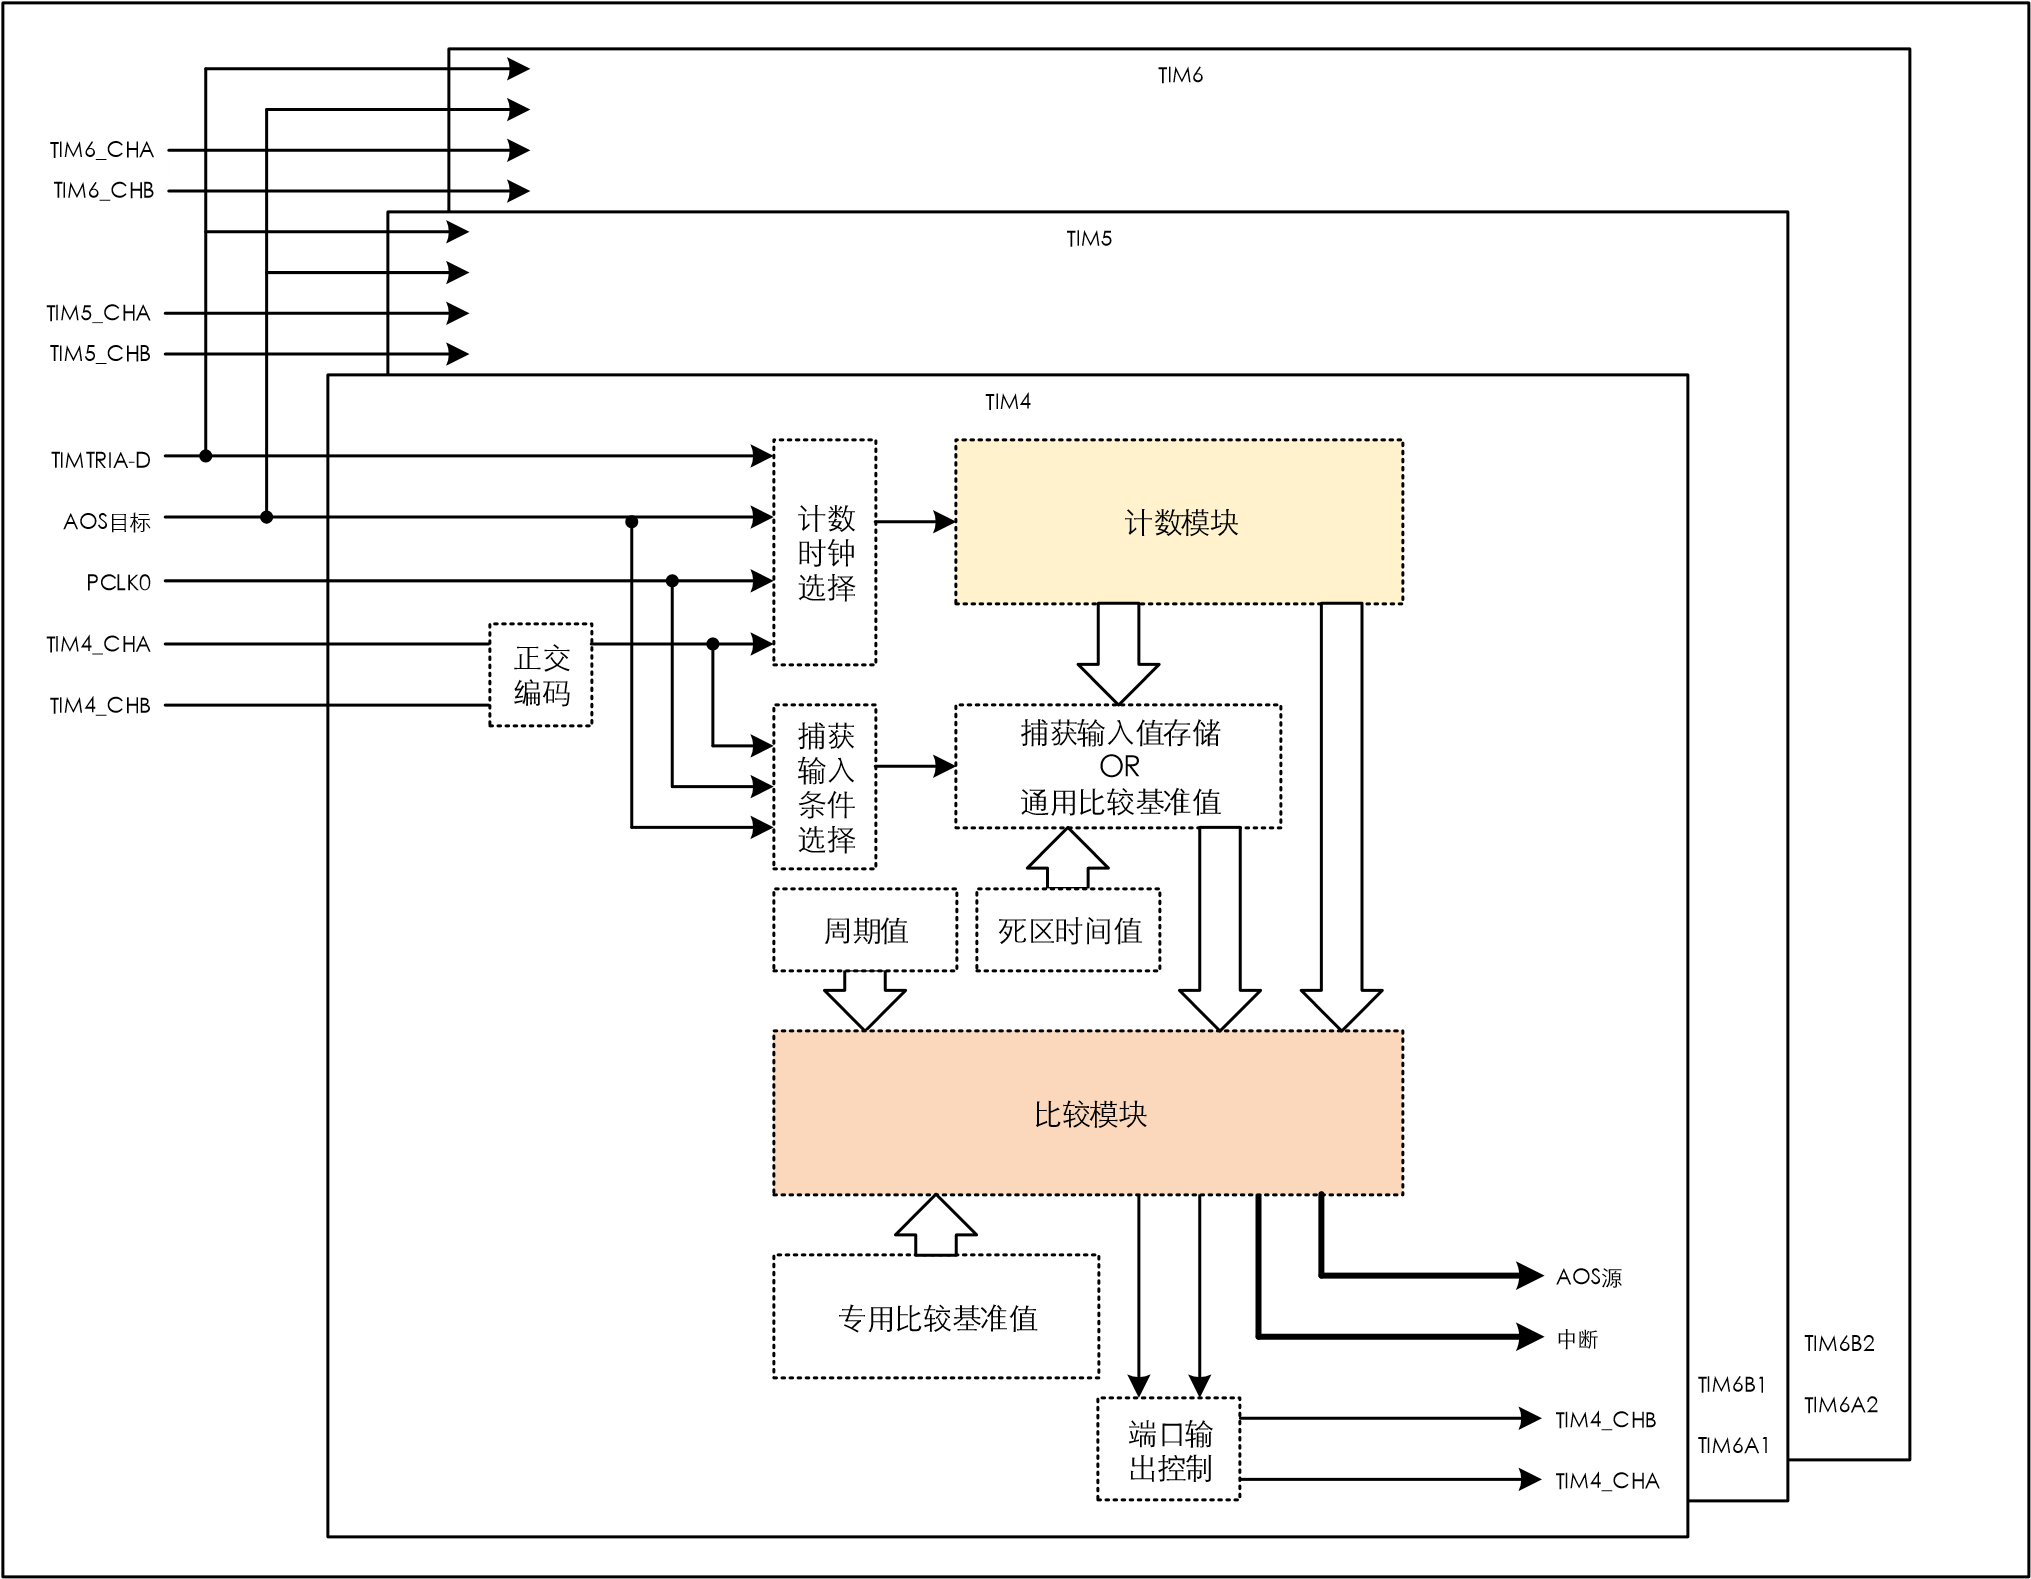 TIM6
TIM6_CHA
TIM6_CHB
TIM5
TIM5_CHA
TIM5_CHB
TIM4
TIMTRIA-D
AOS目标
PCLK0
TIM4_CHA
TIM4_CHB
正交
编码
计数
时钟
选择
计数模块
捕获
输入
条件
选择
捕获输入值存储
OR
通用比较基准值
周期值
死区时间值
比较模块
专用比较基准值
端口输
出控制
AOS源
中断
TIM4_CHB
TIM4_CHA
TIM6B1
TIM6A1
TIM6B2
TIM6A2